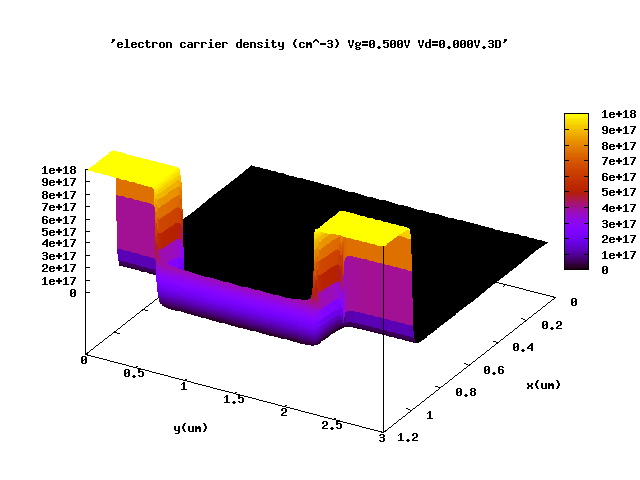 'electron carrier density (cm^-3) Vg=0.500V Vd=0.000V.3D'
1e+18
9e+17
8e+17
7e+17
6e+17
5e+17
4e+17
3e+17
2e+17
1e+17
0
1e+18
9e+17
8e+17
7e+17
6e+17
5e+17
4e+17
3e+17
2e+17
1e+17
0
0
0.5
1
1.5
2
2.5
3
y(um)
0
0.2
0.4
0.6
0.8
1
1.2
x(um)